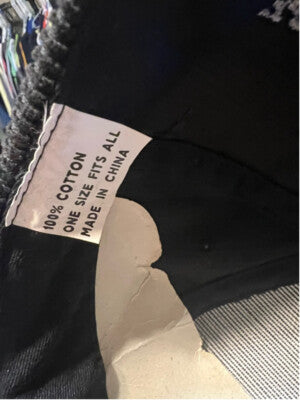 100% COTTON
ONE SIZE FITS ALL
MADE IN CHINA